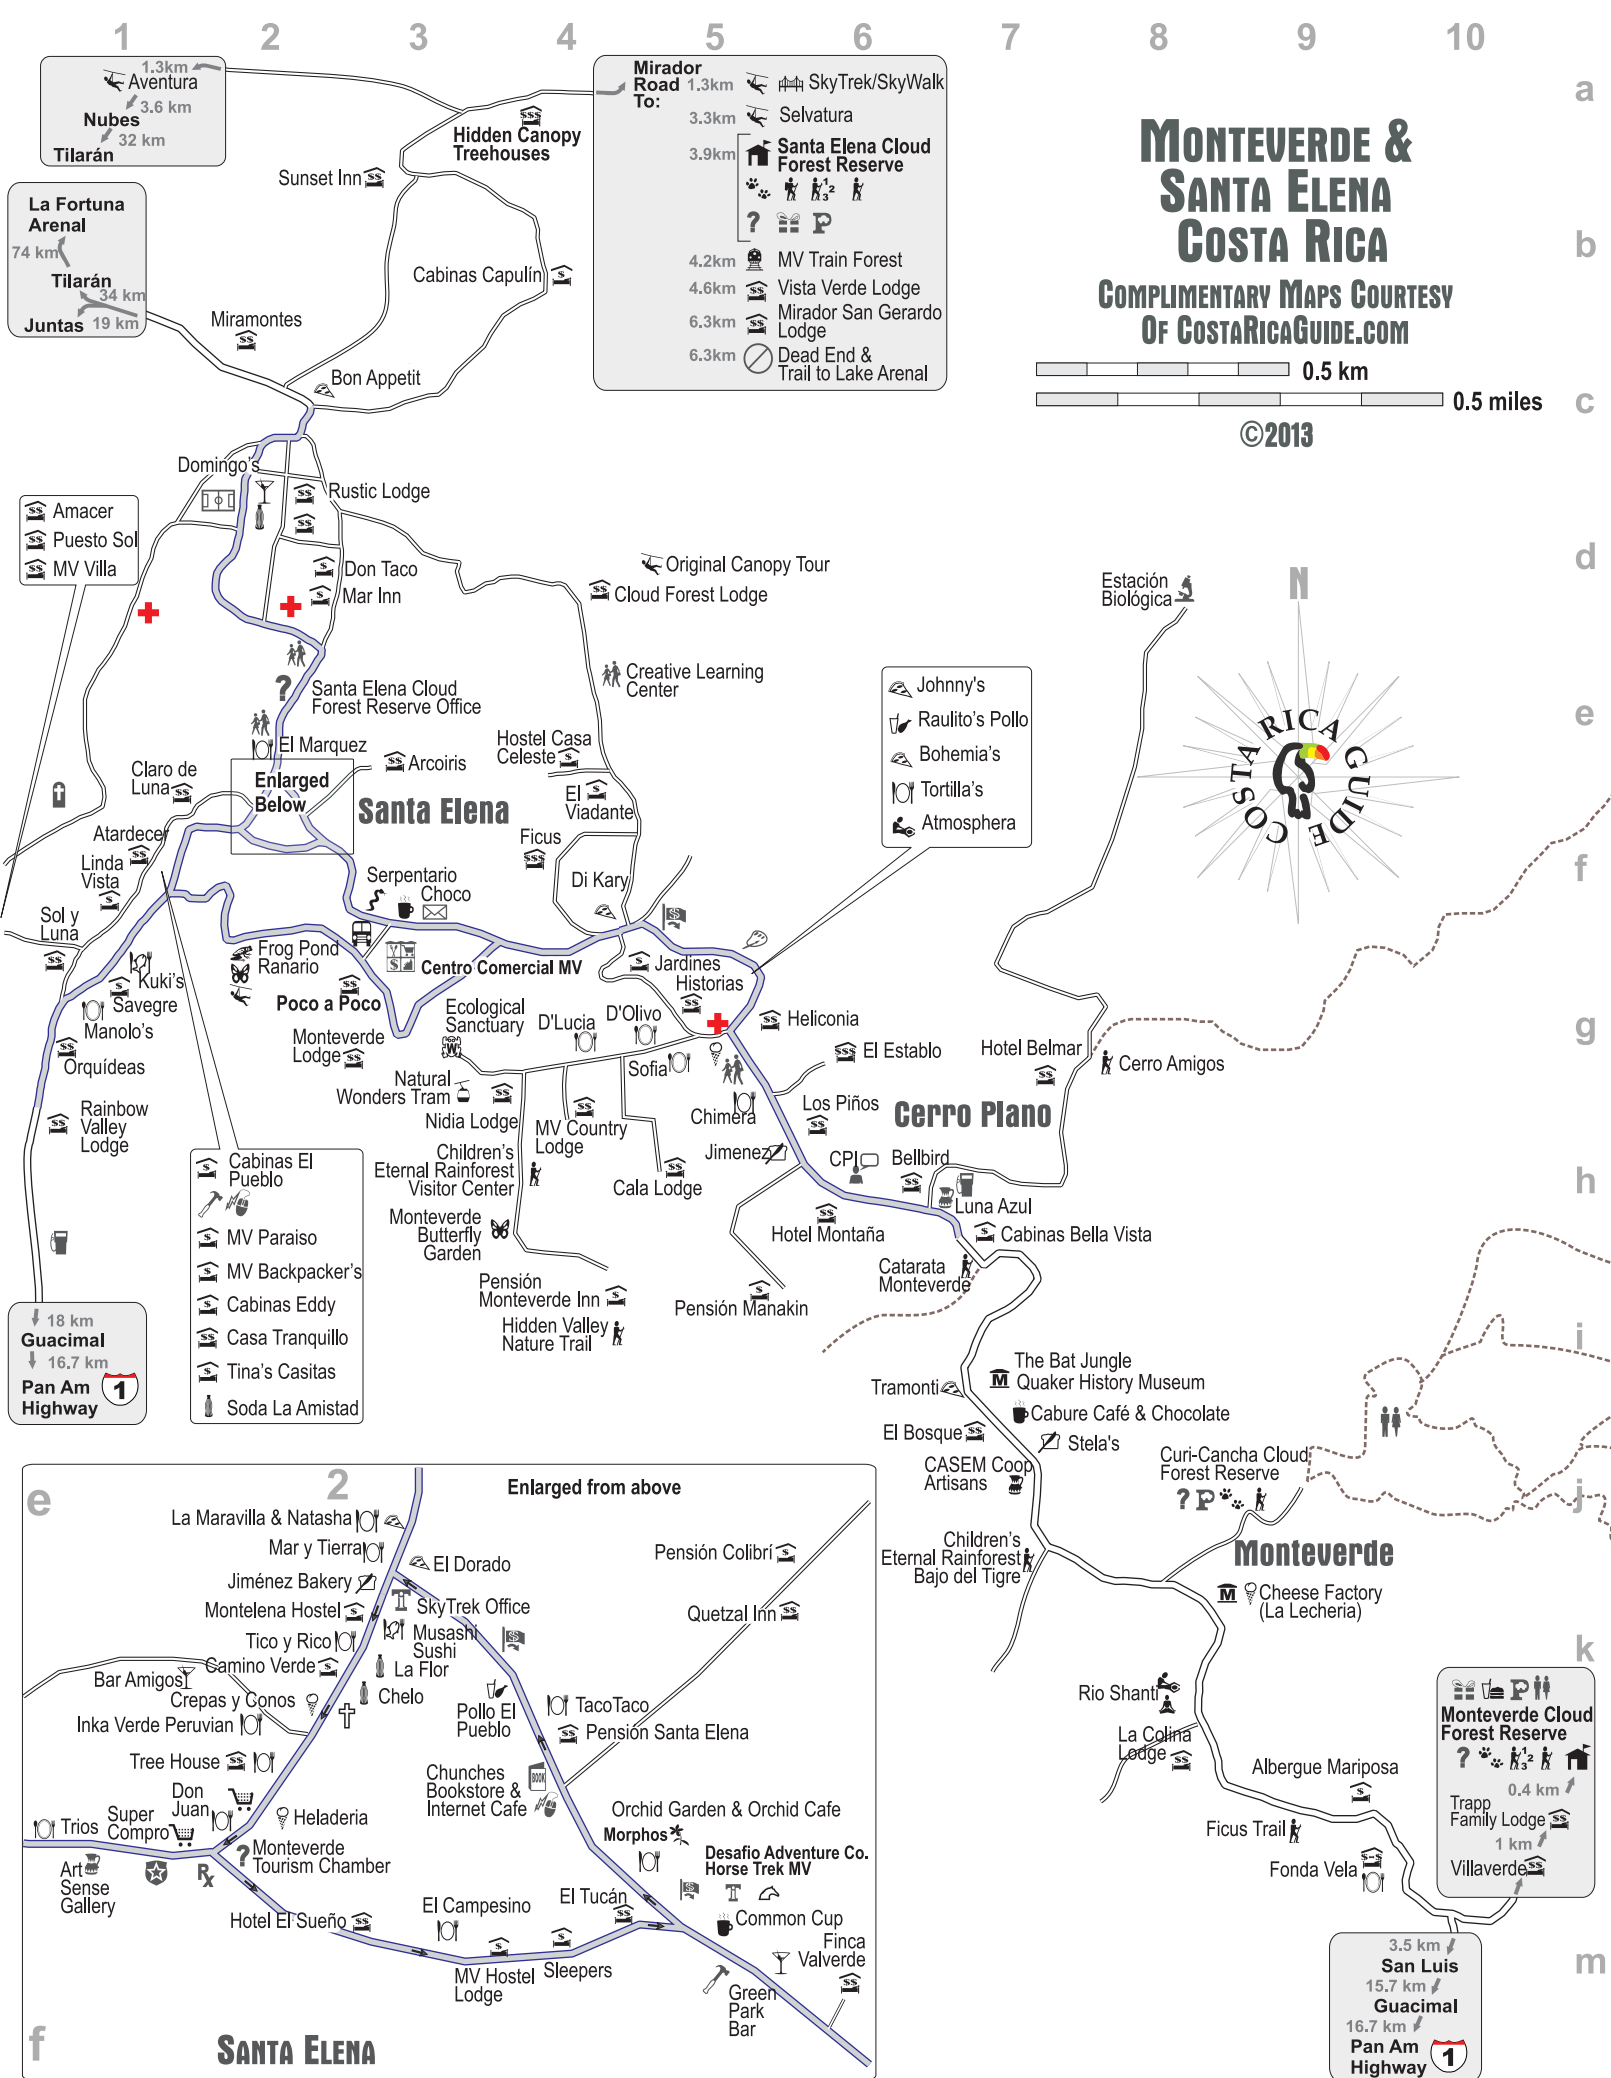 1 2 3 4 5 6 7 8 9 10
a
b
c
d
e
f
g
h
i
j
k
m
1.3km
Aventura
3.6 km
Nubes
32 km
Tilarán
La Fortuna
Arenal
74 km
Tilarán
34 km
Juntas 19 km
Mirador
Road
To:
1.3km SkyTrek/SkyWalk
3.3km Selvatura
3.9km Santa Elena Cloud
Forest Reserve
4.2km MV Train Forest
4.6km Vista Verde Lodge
6.3km Mirador San Gerardo
Lodge
6.3km Dead End &
Trail to Lake Arenal
MONTEVERDE &
SANTA ELENA
COSTA RICA
COMPLIMENTARY MAPS COURTESY
OF COSTARICAGUIDE.COM
0.5 km
0.5 miles
©2013
Hidden Canopy
Treehouses
Sunset Inn
Cabinas Capulín
Miramontes
Bon Appetit
Domingo's
Rustic Lodge
Amacer
Puesto Sol
MV Villa
Don Taco
Mar Inn
Original Canopy Tour
Cloud Forest Lodge
Estación
Biológica
N
COSTA RICA GUIDE
Creative Learning
Center
Santa Elena Cloud
Forest Reserve Office
Johnny's
Raulito's Pollo
Bohemia's
Tortilla's
Atmosphera
El Marquez
Hostel Casa
Celeste
Arcoiris
Claro de
Luna
Enlarged
Below
Santa Elena
El
Viadante
Atardecer
Ficus
Linda
Vista
Serpentario
Choco
Di Kary
Sol y
Luna
Frog Pond
Ranario
Centro Comercial MV
Jardines
Historias
Kuki's
Savegre
Manolo's
Poco a Poco
Ecological
Sanctuary
D'Lucia
D'Olivo
Heliconia
Monteverde
Lodge
El Establo
Hotel Belmar
Cerro Amigos
Orquídeas
Sofia
Natural
Wonders Tram
Nidia Lodge
Chimera
Los Piños
Cerro Plano
Rainbow
Valley
Lodge
MV Country
Lodge
Children's
Eternal Rainforest
Visitor Center
Jimenez
CPI
Bellbird
Cala Lodge
Luna Azul
Cabinas El
Pueblo
MV Paraiso
MV Backpacker's
Cabinas Eddy
Casa Tranquillo
Tina's Casitas
Soda La Amistad
Monteverde
Butterfly
Garden
Hotel Montaña
Cabinas Bella Vista
Catarata
Monteverde
Pensión
Monteverde Inn
Pensión Manakin
Hidden Valley
Nature Trail
18 km
Guacimal
16.7 km
Pan Am
Highway 1
The Bat Jungle
Quaker History Museum
Tramonti
Cabure Café & Chocolate
El Bosque
Stela's
CASEM Coop
Artisans
Curi-Cancha Cloud
Forest Reserve
Children's
Eternal Rainforest
Bajo del Tigre
Monteverde
Cheese Factory
(La Lecheria)
Rio Shanti
La Colina
Lodge
Albergue Mariposa
Ficus Trail
Fonda Vela
Monteverde Cloud
Forest Reserve
0.4 km
Trapp
Family Lodge
1 km
Villaverde
3.5 km
San Luis
15.7 km
Guacimal
16.7 km
Pan Am
Highway 1
e
2
Enlarged from above
La Maravilla & Natasha
Mar y Tierra
El Dorado
Jiménez Bakery
Pensión Colibrí
Montelena Hostel
SkyTrek Office
Quetzal Inn
Tico y Rico
Musashi
Sushi
Camino Verde
La Flor
Bar Amigos
Crepas y Conos
Chelo
Inka Verde Peruvian
Pollo El
Pueblo
TacoTaco
Pensión Santa Elena
Tree House
Chunches
Bookstore &
Internet Cafe
BOOK
Don
Juan
Super
Compro
Trios
Heladeria
Orchid Garden & Orchid Cafe
Morphos
Monteverde
Tourism Chamber
Desafio Adventure Co.
Horse Trek MV
Art
Sense
Gallery
Rx
Hotel El Sueño
El Campesino
El Tucán
Common Cup
Finca
Valverde
MV Hostel
Lodge
Sleepers
Green
Park
Bar
f
SANTA ELENA